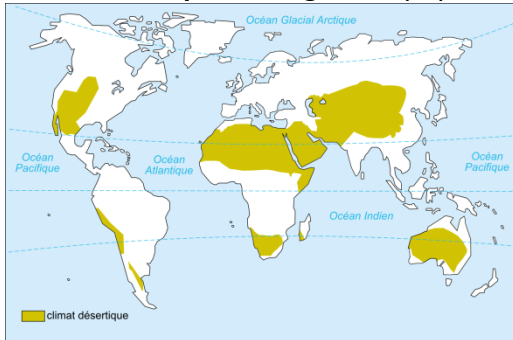 Océan Glacial Arctique
Océan
Pacifique
Océan
Atlantique
Océan
Pacifique
Océan Indien
climat désertique